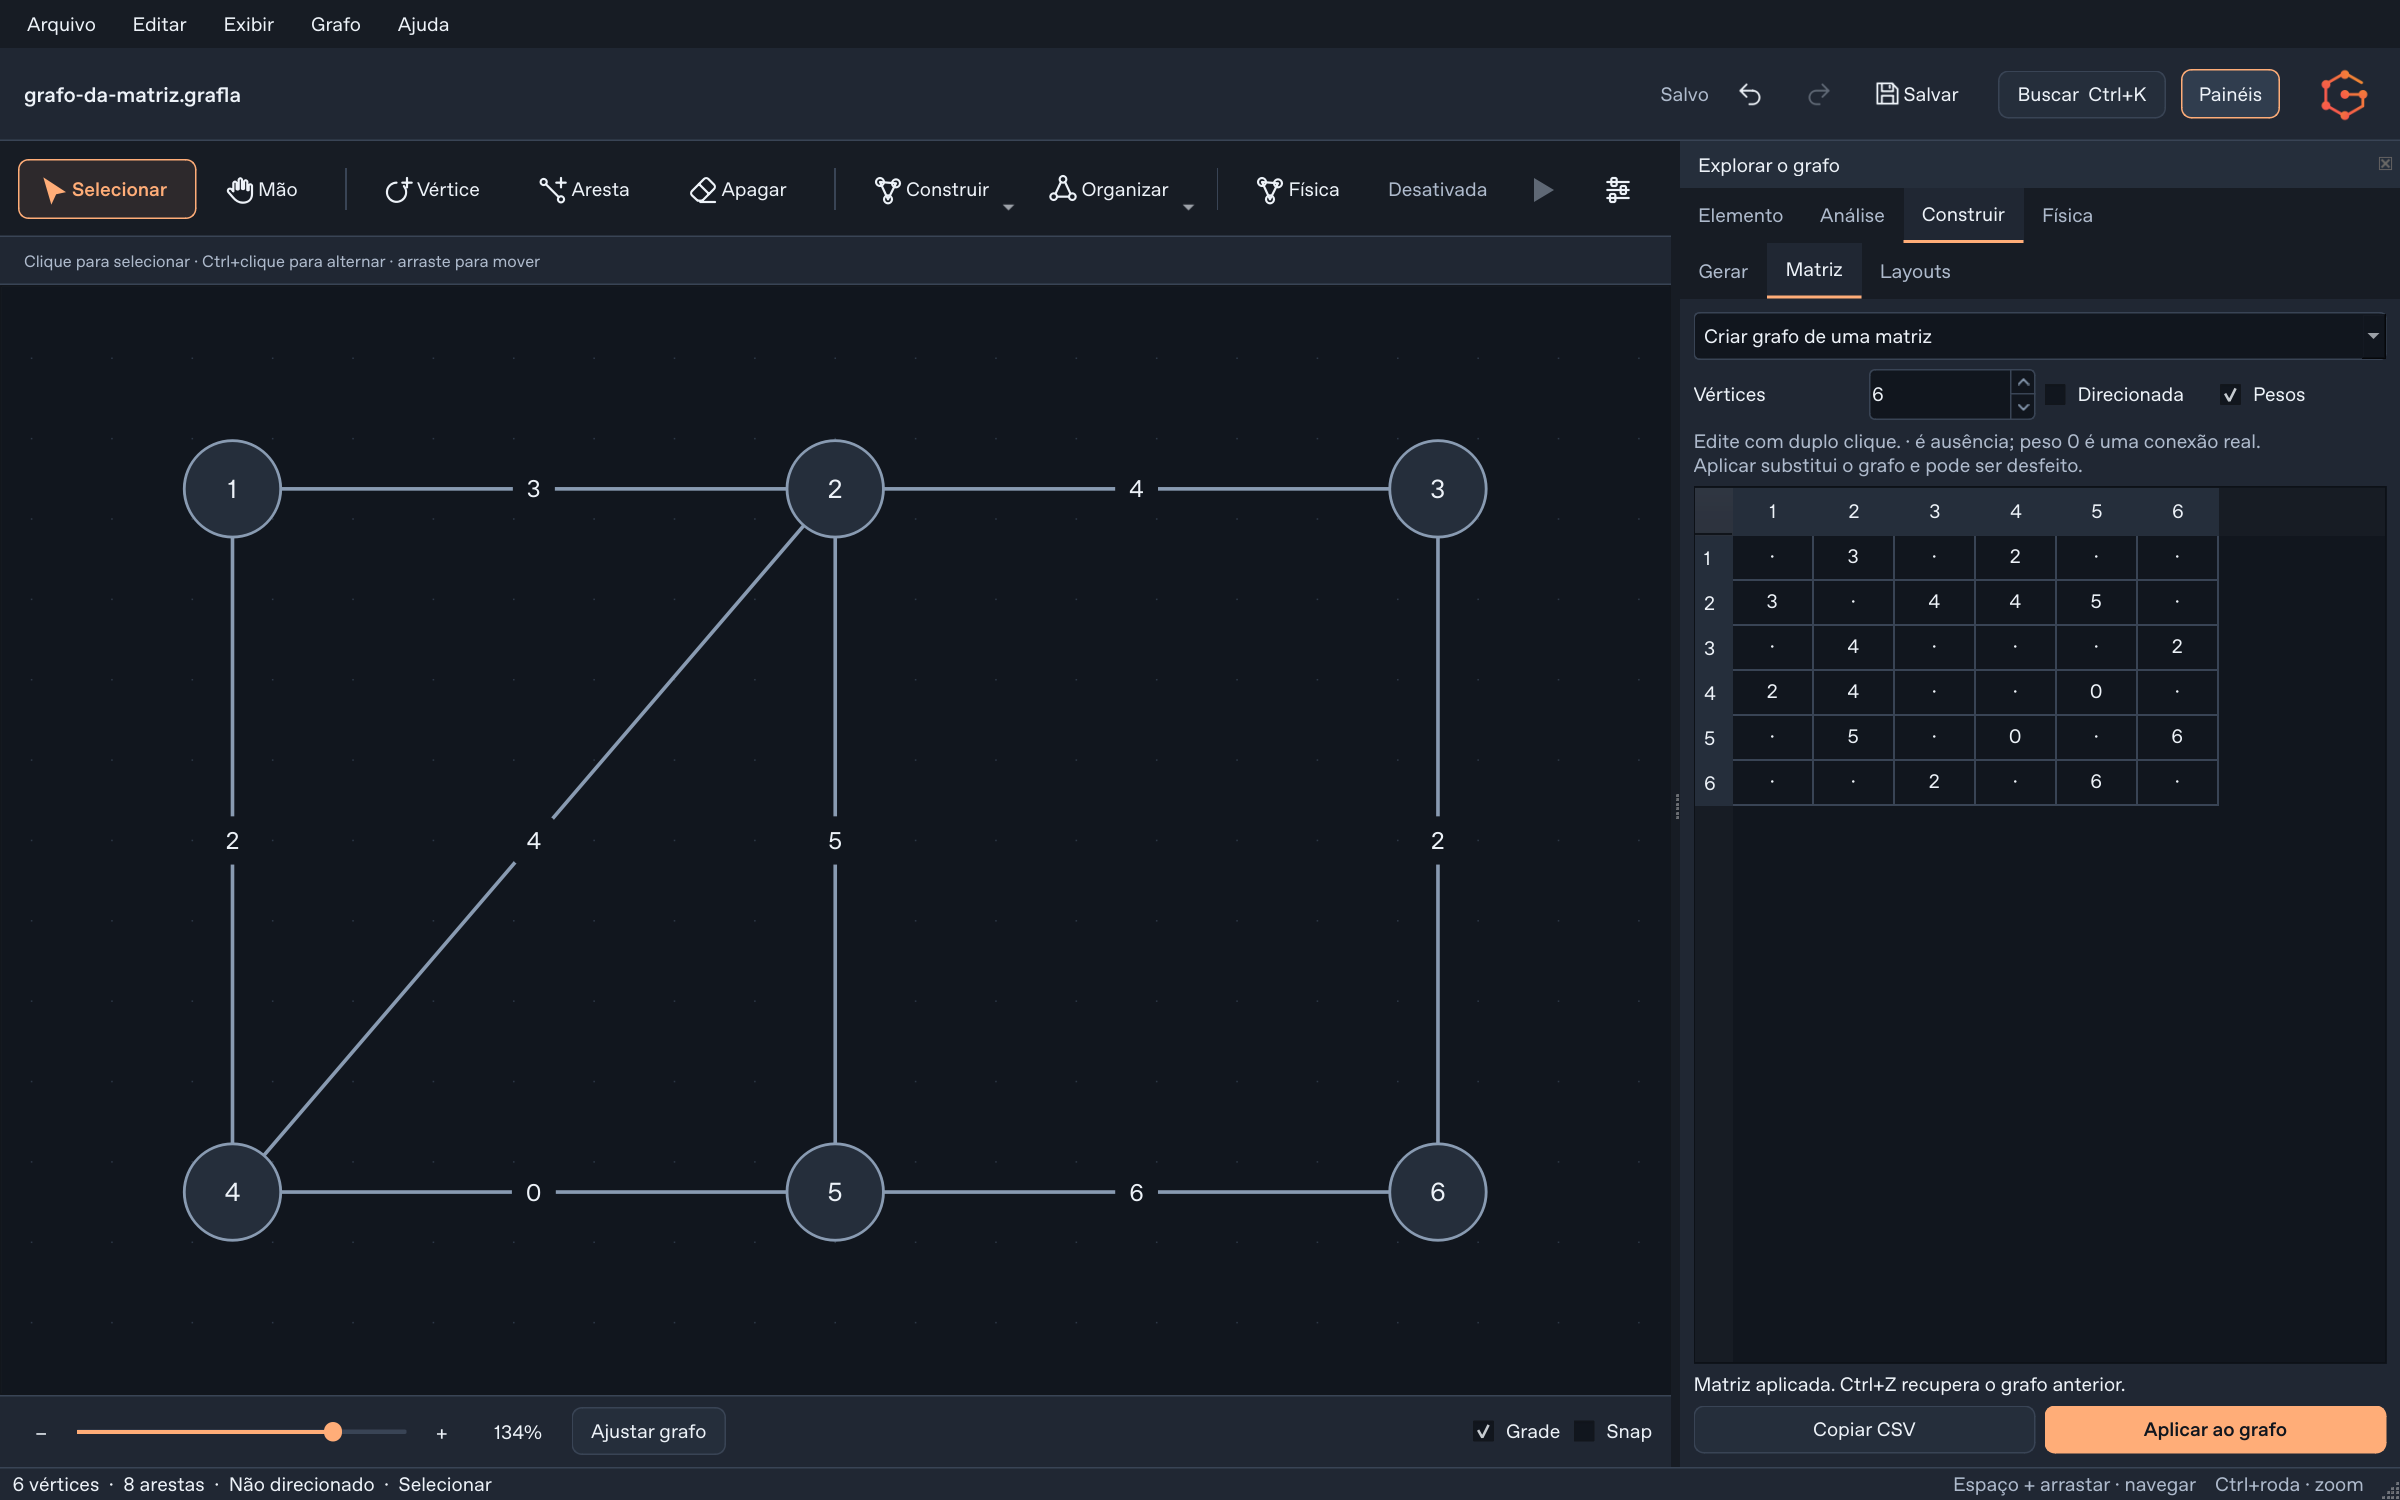 Arquivo Editar Exibir Grafo Ajuda
grafo-da-matriz.grafla
Salvo Salvar Buscar Ctrl+K Painéis
Selecionar Mão Vértice Aresta Apagar Construir Organizar Física Desativada
Clique para selecionar · Ctrl+clique para alternar · arraste para mover
1 3 2 4 3
2 4 5 2
4 0 5 6 6
– + 134% Ajustar grafo
Grade Snap
6 vértices · 8 arestas · Não direcionado · Selecionar
Explorar o grafo
Elemento Análise Construir Física
Gerar Matriz Layouts
Criar grafo de uma matriz
Vértices 6 Direcionada Pesos
Edite com duplo clique. · é ausência; peso 0 é uma conexão real.
Aplicar substitui o grafo e pode ser desfeito.
1 2 3 4 5 6
1 · 3 · 2 · ·
2 3 · 4 4 5 ·
3 · 4 · · · 2
4 2 4 · · 0 ·
5 · 5 · 0 · 6
6 · · 2 · 6 ·
Matriz aplicada. Ctrl+Z recupera o grafo anterior.
Copiar CSV Aplicar ao grafo
Espaço + arrastar · navegar Ctrl+roda · zoom